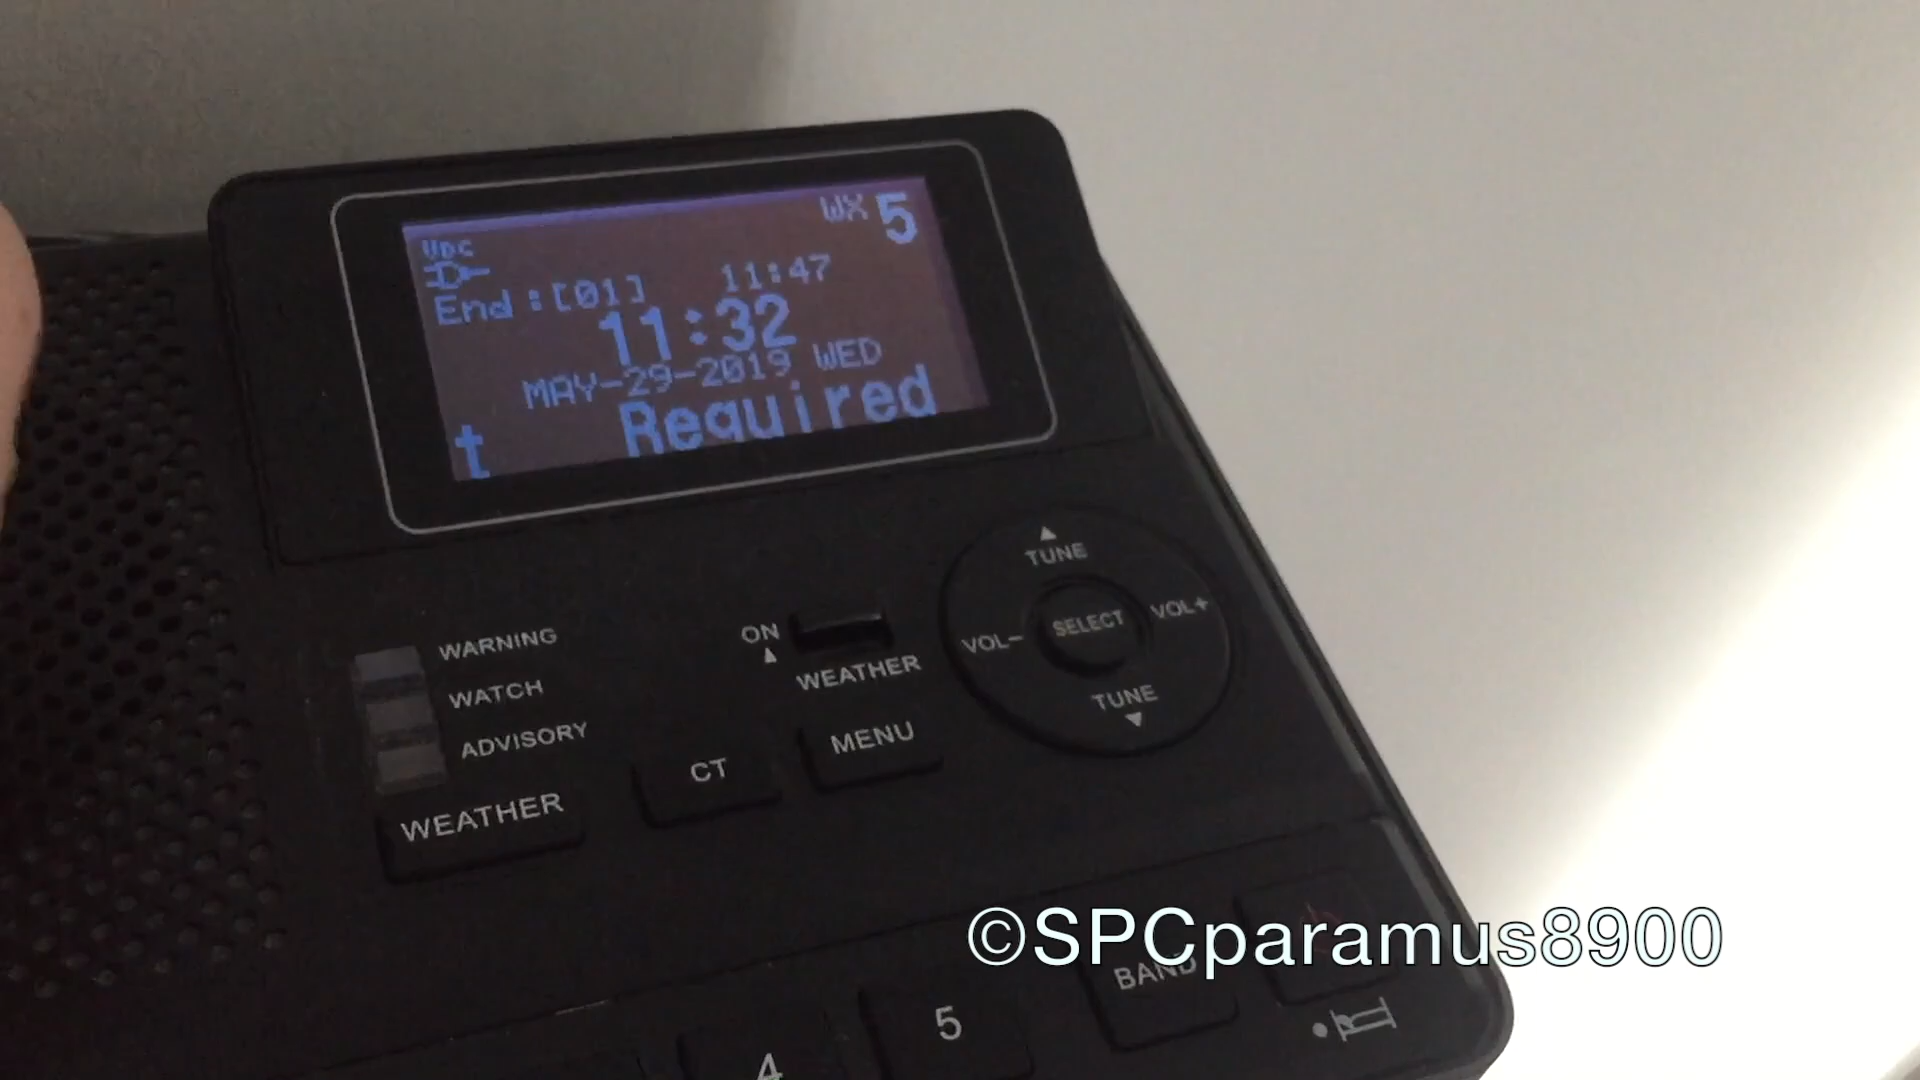 WX 5
VDC
End :[01] 11:47
11:32
MAY-29-2019 WED
t Required
▲
TUNE
VOL– SELECT VOL+
TUNE
▼
ON
▲
WEATHER
WARNING
WATCH
ADVISORY
WEATHER
CT
MENU
©SPCparamus8900
BAND
5
4